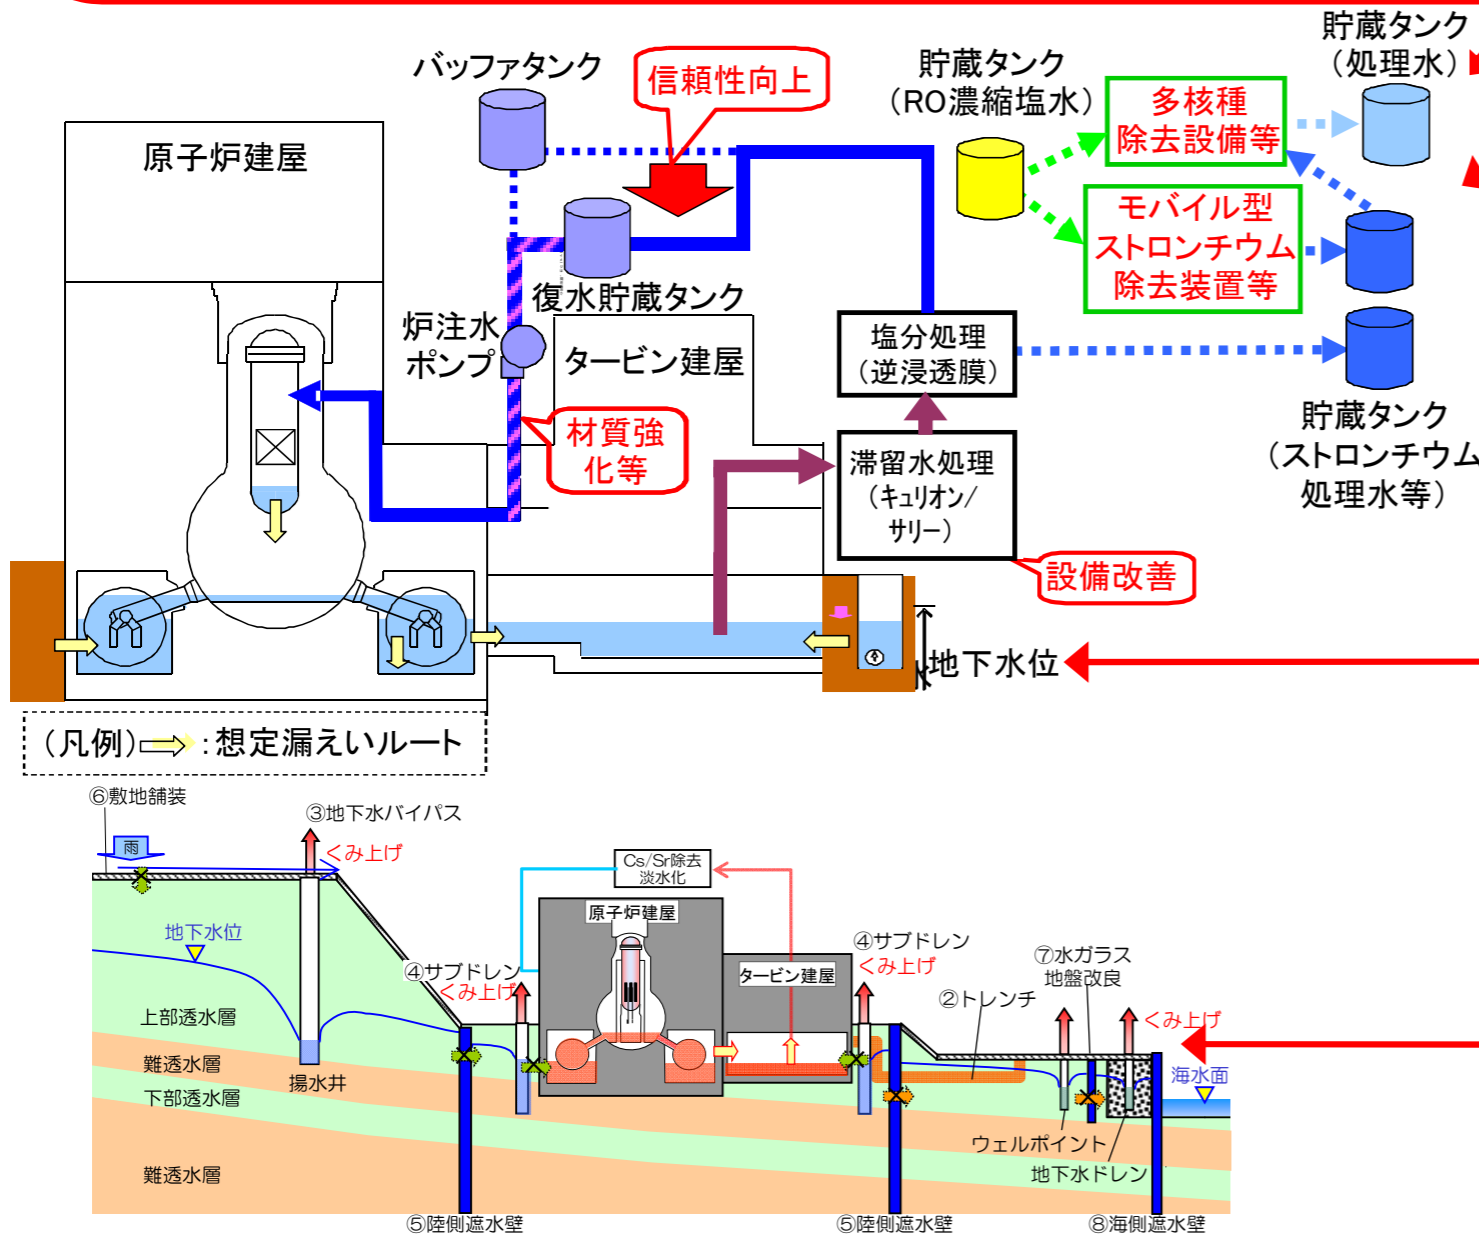 貯蔵タンク
（処理水）
バッファタンク
信頼性向上
貯蔵タンク
（RO濃縮塩水）
多核種
除去設備等
原子炉建屋
モバイル型
ストロンチウム
除去装置等
復水貯蔵タンク
炉注水
ポンプ
タービン建屋
塩分処理
（逆浸透膜）
貯蔵タンク
（ストロンチウム
処理水等）
材質強
化等
滞留水処理
（キュリオン/
サリー）
設備改善
地下水位
（凡例）
：想定漏えいルート
⑥敷地舗装
③地下水バイパス
雨
くみ上げ
Cs/Sr除去
淡水化
原子炉建屋
地下水位
④サブドレン
くみ上げ
タービン建屋
④サブドレン
くみ上げ
⑦水ガラス
地盤改良
②トレンチ
上部透水層
くみ上げ
難透水層
揚水井
海水面
下部透水層
ウェルポイント
地下水ドレン
難透水層
⑤陸側遮水壁
⑤陸側遮水壁
⑧海側遮水壁